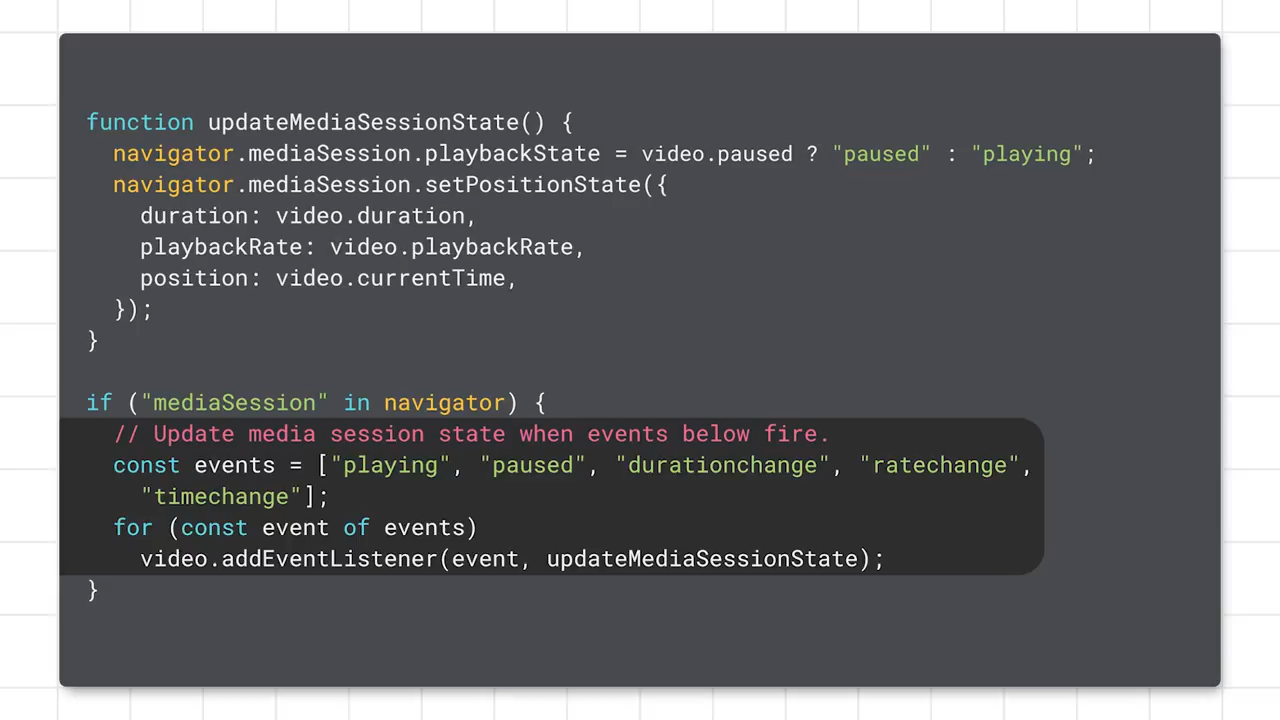 function updateMediaSessionState() {
  navigator.mediaSession.playbackState = video.paused ? "paused" : "playing";
  navigator.mediaSession.setPositionState({
    duration: video.duration,
    playbackRate: video.playbackRate,
    position: video.currentTime,
  });
}

if ("mediaSession" in navigator) {
  // Update media session state when events below fire.
  const events = ["playing", "paused", "durationchange", "ratechange",
    "timechange"];
  for (const event of events)
    video.addEventListener(event, updateMediaSessionState);
}